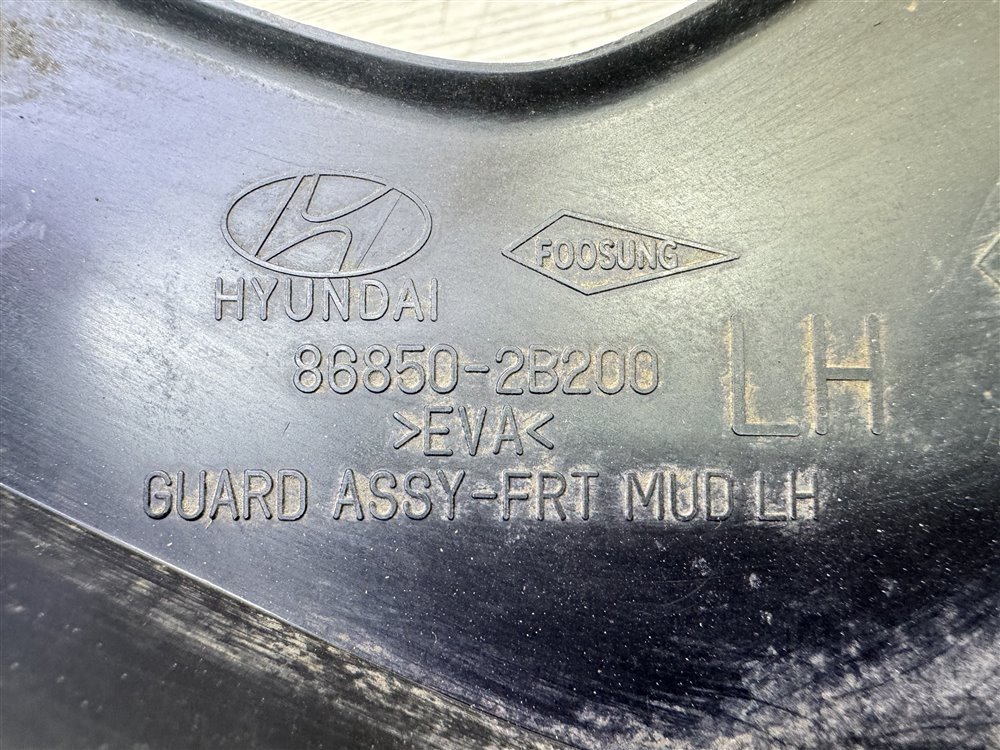 HYUNDAI
FOOSUNG
86850-2B200
LH
>EVA<
GUARD ASSY-FRT MUD LH